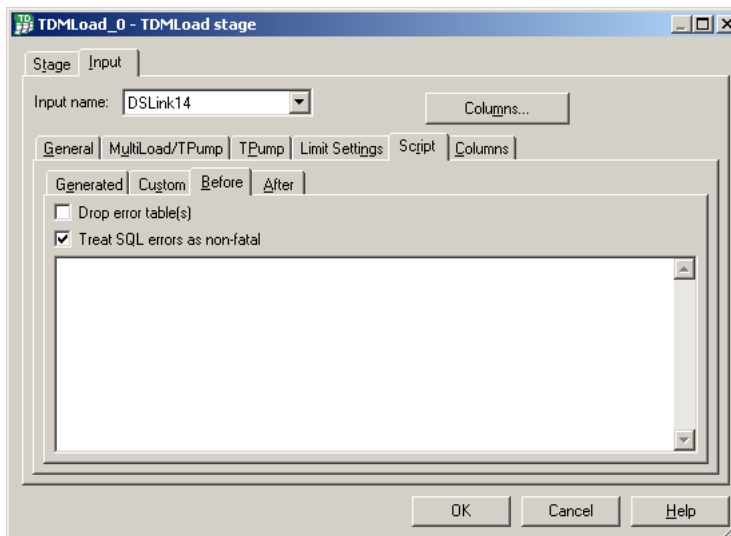 TDMLoad_0 - TDMLoad stage
Stage Input
Input name: DSLink14 Columns...
General MultiLoad/TPump TPump Limit Settings Script Columns
Generated Custom Before After
Drop error table(s)
Treat SQL errors as non-fatal
OK Cancel Help